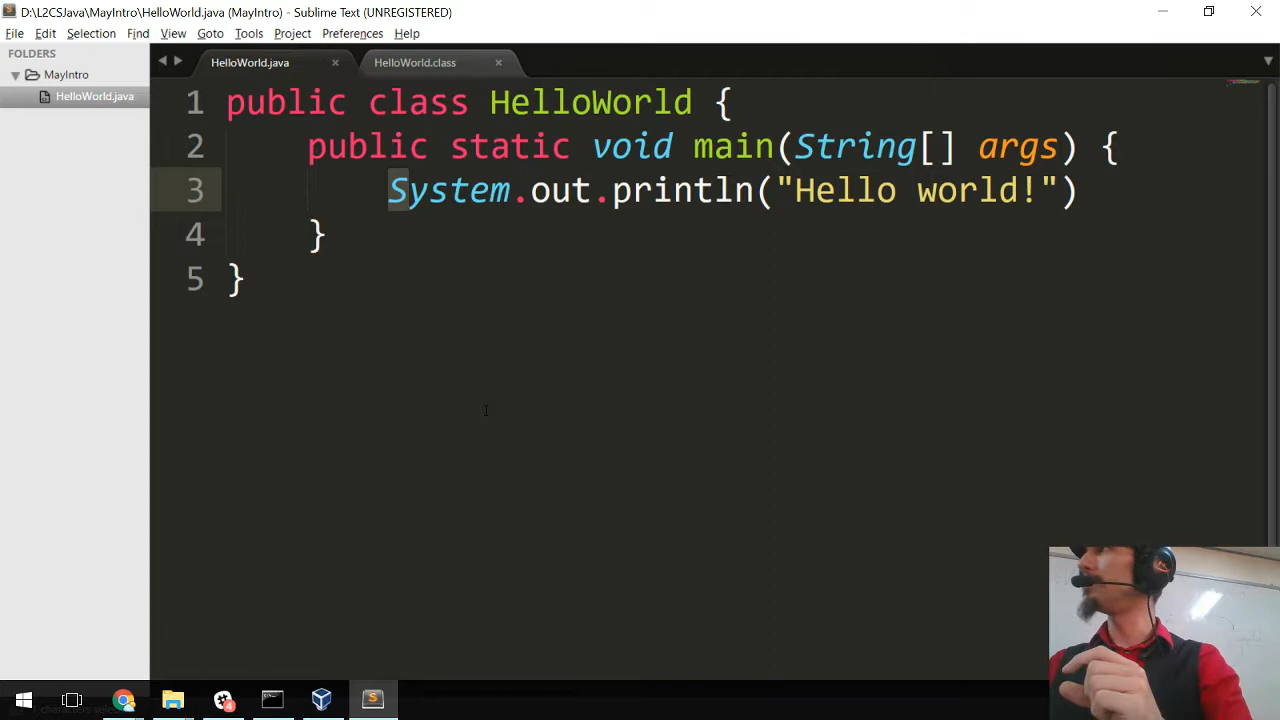 D:\L2CSJava\MayIntro\HelloWorld.java (MayIntro) - Sublime Text (UNREGISTERED)
File Edit Selection Find View Goto Tools Project Preferences Help
FOLDERS
MayIntro
HelloWorld.java
HelloWorld.java HelloWorld.class
1 public class HelloWorld {
2 public static void main(String[] args) {
3 System.out.println("Hello world!")
4 }
5 }
4